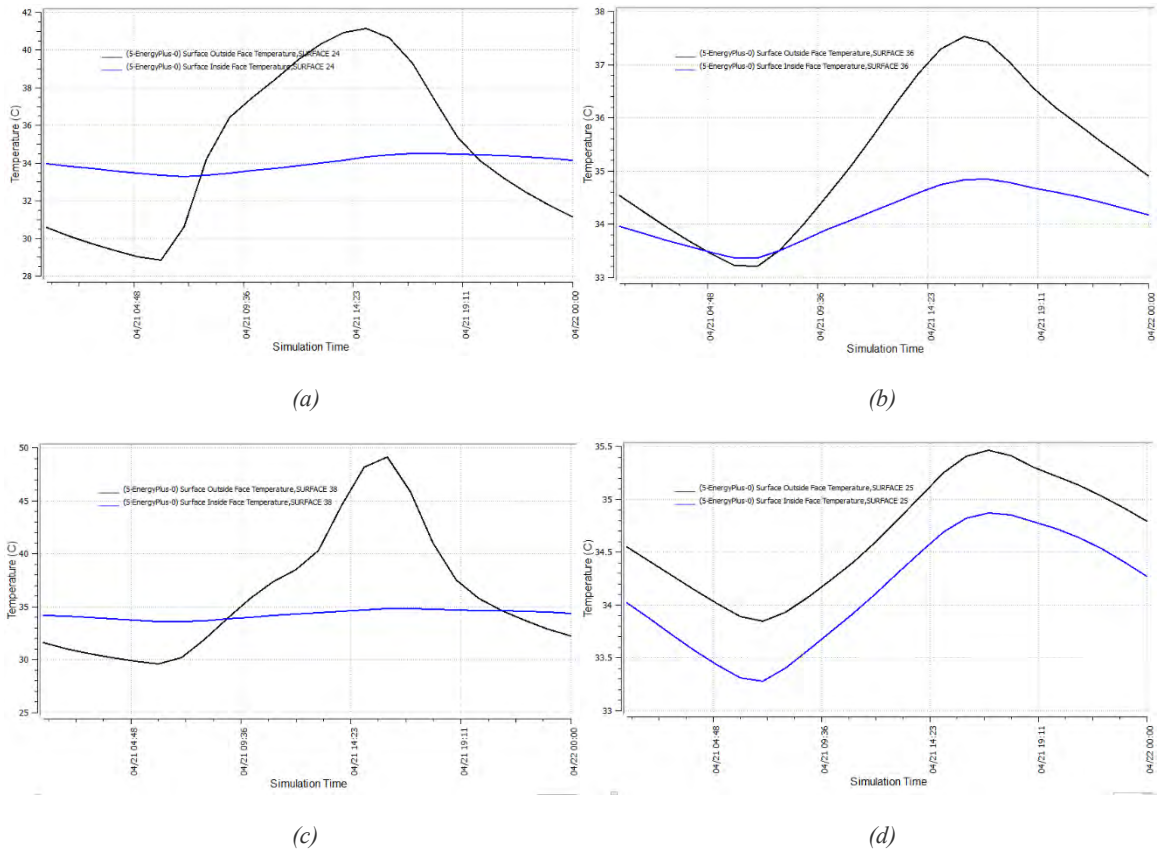 42
40
38
36
34
32
30
28
Temperature (C)
(5-EnergyPlus-0) Surface Outside Face Temperature,SURFACE 24
(5-EnergyPlus-0) Surface Inside Face Temperature,SURFACE 24
04/21 04:48
04/21 09:36
04/21 14:23
04/21 19:11
04/22 00:00
Simulation Time
(a)
38
37
36
35
34
33
Temperature (C)
(5-EnergyPlus-0) Surface Outside Face Temperature,SURFACE 36
(5-EnergyPlus-0) Surface Inside Face Temperature,SURFACE 36
04/21 04:48
04/21 09:36
04/21 14:23
04/21 19:11
04/22 00:00
Simulation Time
(b)
50
45
40
35
30
25
Temperature (C)
(5-EnergyPlus-0) Surface Outside Face Temperature,SURFACE 38
(5-EnergyPlus-0) Surface Inside Face Temperature,SURFACE 38
04/21 04:48
04/21 09:36
04/21 14:23
04/21 19:11
04/22 00:00
Simulation Time
(c)
35.5
35
34.5
34
33.5
33
Temperature (C)
(5-EnergyPlus-0) Surface Outside Face Temperature,SURFACE 25
(5-EnergyPlus-0) Surface Inside Face Temperature,SURFACE 25
04/21 04:48
04/21 09:36
04/21 14:23
04/21 19:11
04/22 00:00
Simulation Time
(d)